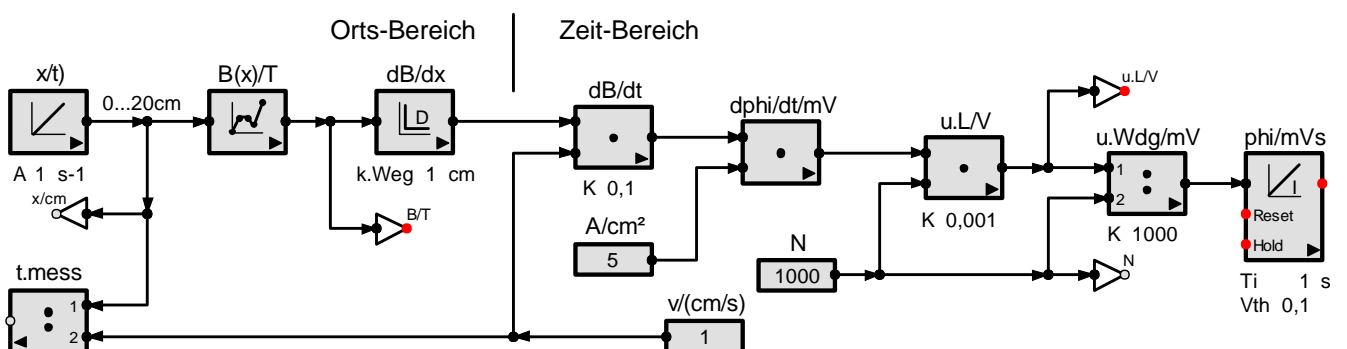 Orts-Bereich
Zeit-Bereich
x/t)
B(x)/T
dB/dx
dB/dt
dphi/dt/mV
u.L/V
u.L/V
u.Wdg/mV
phi/mVs
0...20cm
D
1
2
I
Reset
Hold
A 1 s-1
k.Weg 1 cm
K 0,1
K 0,001
K 1000
Ti 1 s
Vth 0,1
x/cm
B/T
A/cm²
5
N
1000
N
t.mess
1
2
v/(cm/s)
1